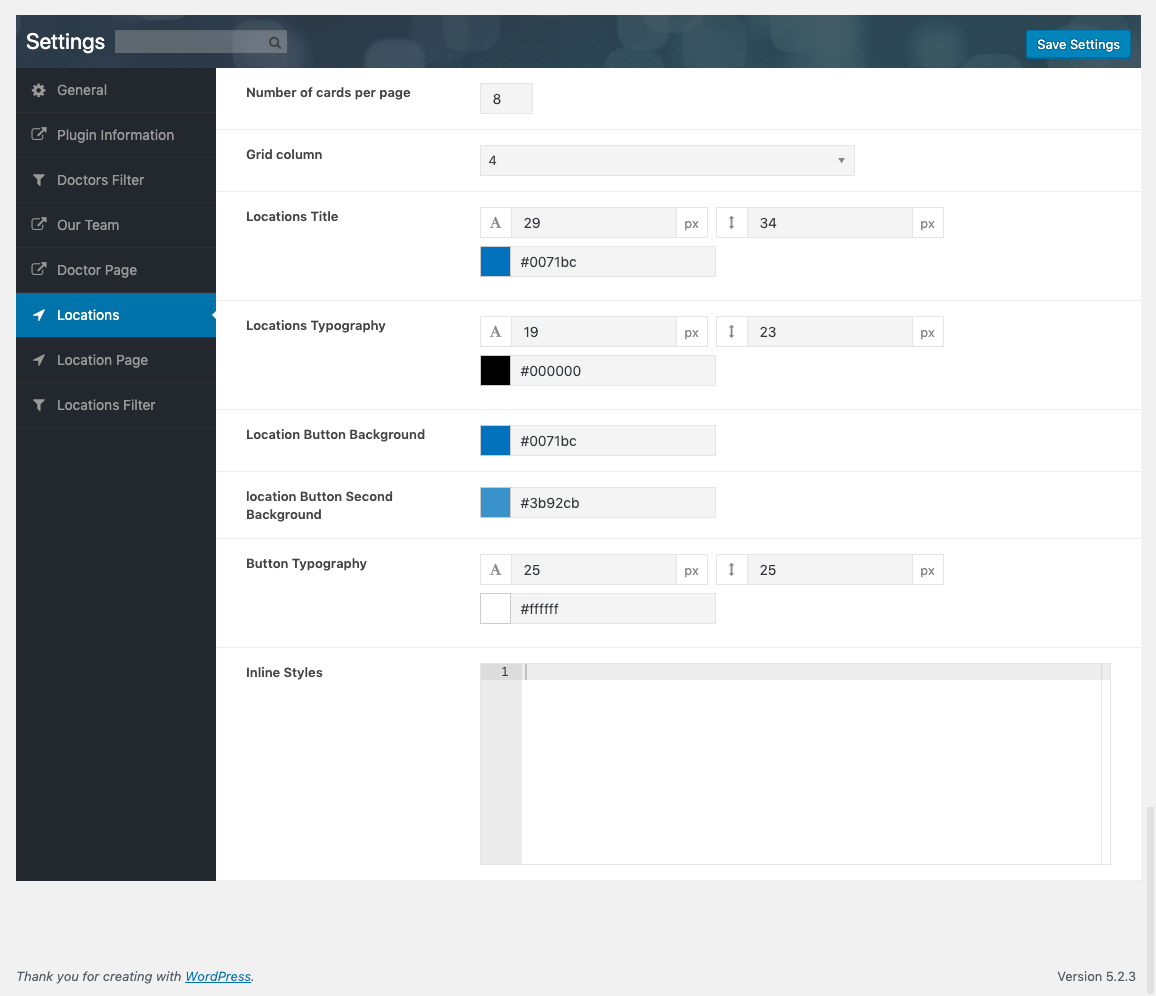 Settings
Save Settings
General
Plugin Information
Doctors Filter
Our Team
Doctor Page
Locations
Location Page
Locations Filter
Number of cards per page
8
Grid column
4
Locations Title
A 29 px 34 px
#0071bc
Locations Typography
A 19 px 23 px
#000000
Location Button Background
#0071bc
location Button Second
Background
#3b92cb
Button Typography
A 25 px 25 px
#ffffff
Inline Styles
1
Thank you for creating with WordPress.
Version 5.2.3